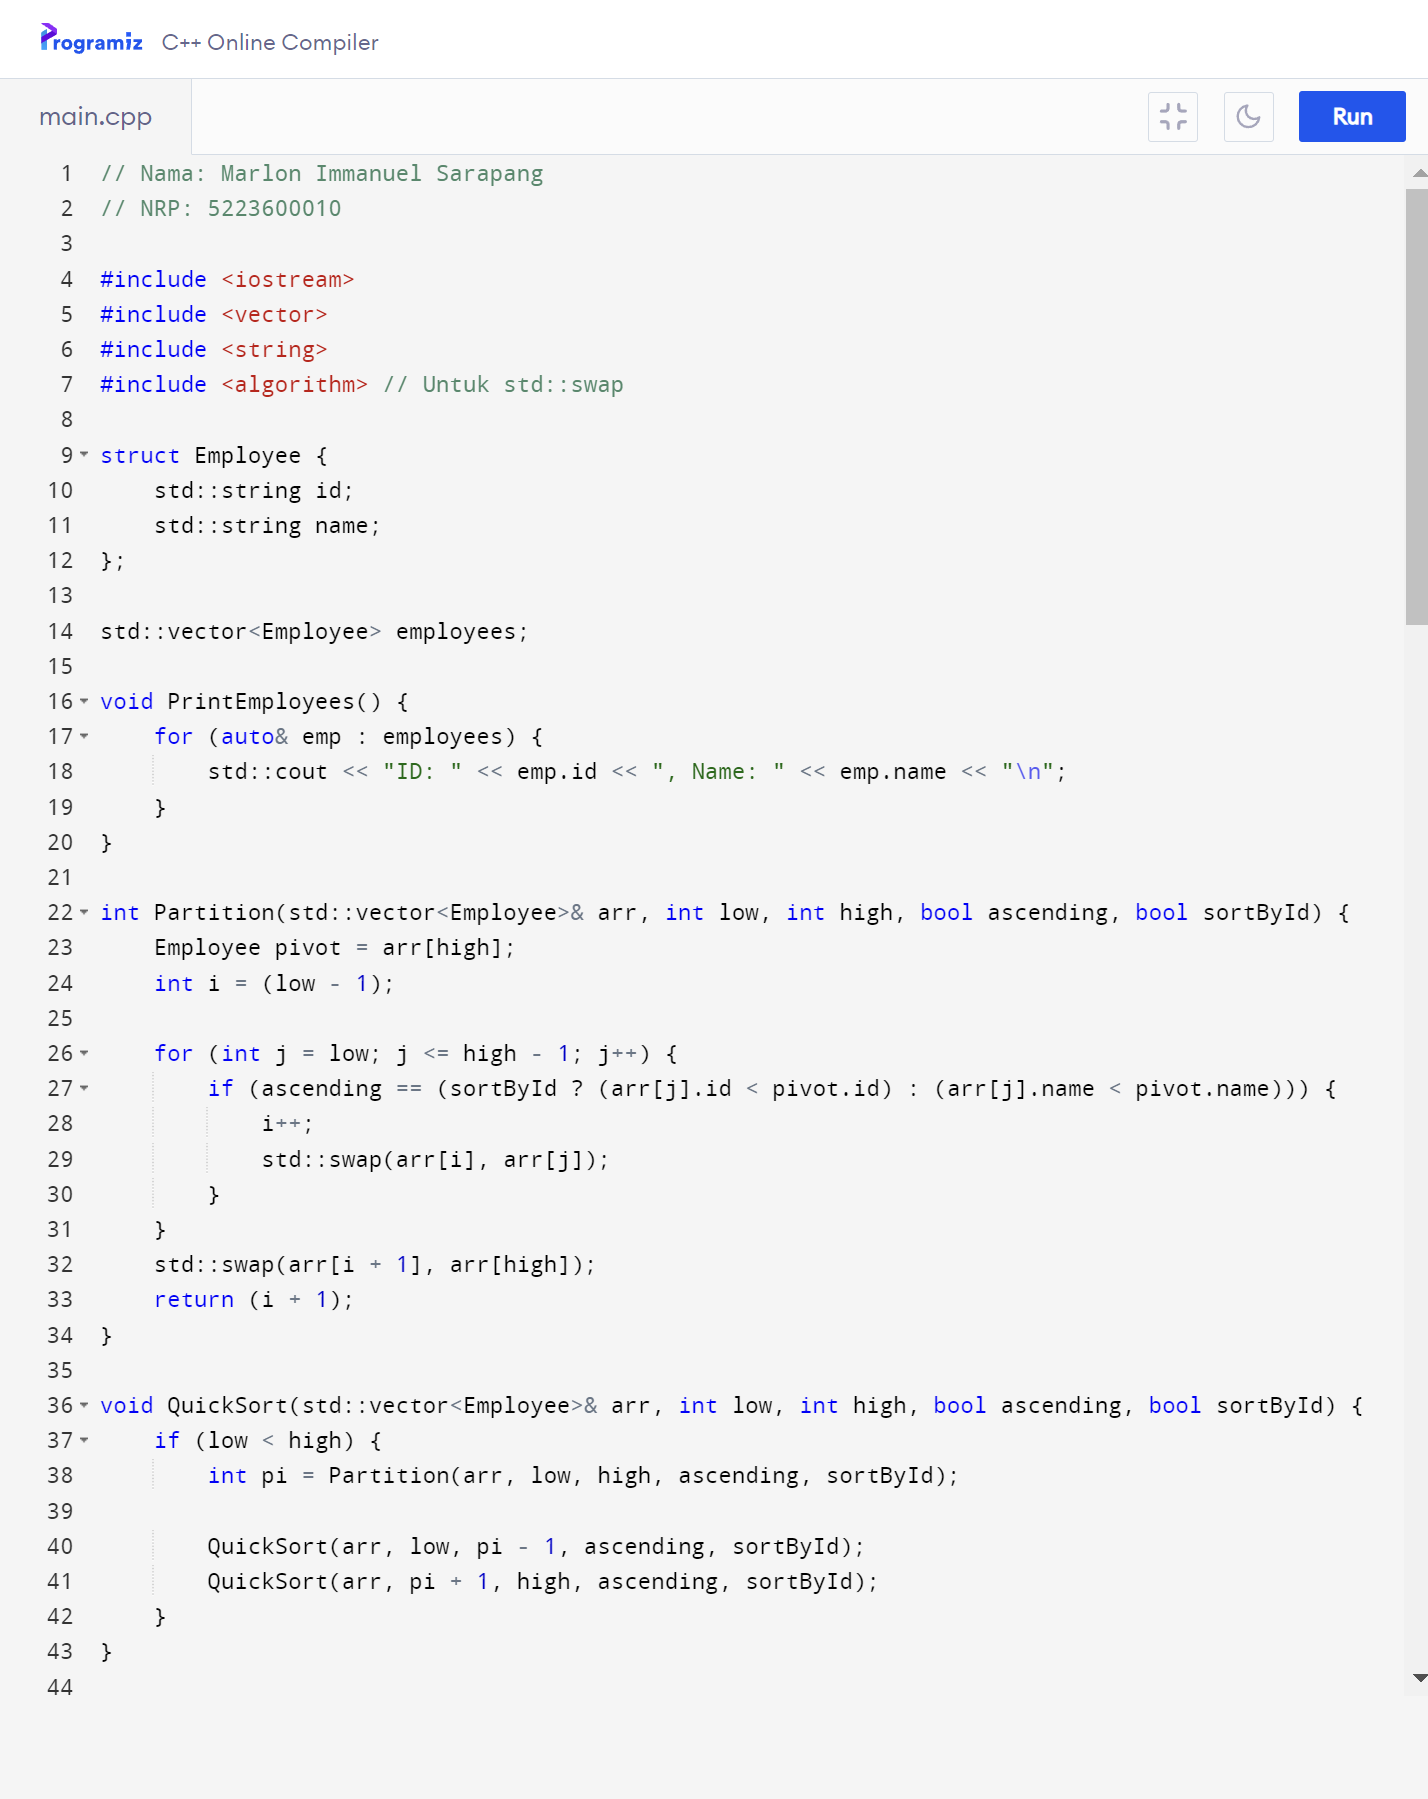 Programiz C++ Online Compiler
main.cpp Run
1 // Nama: Marlon Immanuel Sarapang
2 // NRP: 5223600010
3
4 #include <iostream>
5 #include <vector>
6 #include <string>
7 #include <algorithm> // Untuk std::swap
8
9 struct Employee {
10     std::string id;
11     std::string name;
12 };
13
14 std::vector<Employee> employees;
15
16 void PrintEmployees() {
17     for (auto& emp : employees) {
18         std::cout << "ID: " << emp.id << ", Name: " << emp.name << "\n";
19     }
20 }
21
22 int Partition(std::vector<Employee>& arr, int low, int high, bool ascending, bool sortById) {
23     Employee pivot = arr[high];
24     int i = (low - 1);
25
26     for (int j = low; j <= high - 1; j++) {
27         if (ascending == (sortById ? (arr[j].id < pivot.id) : (arr[j].name < pivot.name))) {
28             i++;
29             std::swap(arr[i], arr[j]);
30         }
31     }
32     std::swap(arr[i + 1], arr[high]);
33     return (i + 1);
34 }
35
36 void QuickSort(std::vector<Employee>& arr, int low, int high, bool ascending, bool sortById) {
37     if (low < high) {
38         int pi = Partition(arr, low, high, ascending, sortById);
39
40         QuickSort(arr, low, pi - 1, ascending, sortById);
41         QuickSort(arr, pi + 1, high, ascending, sortById);
42     }
43 }
44